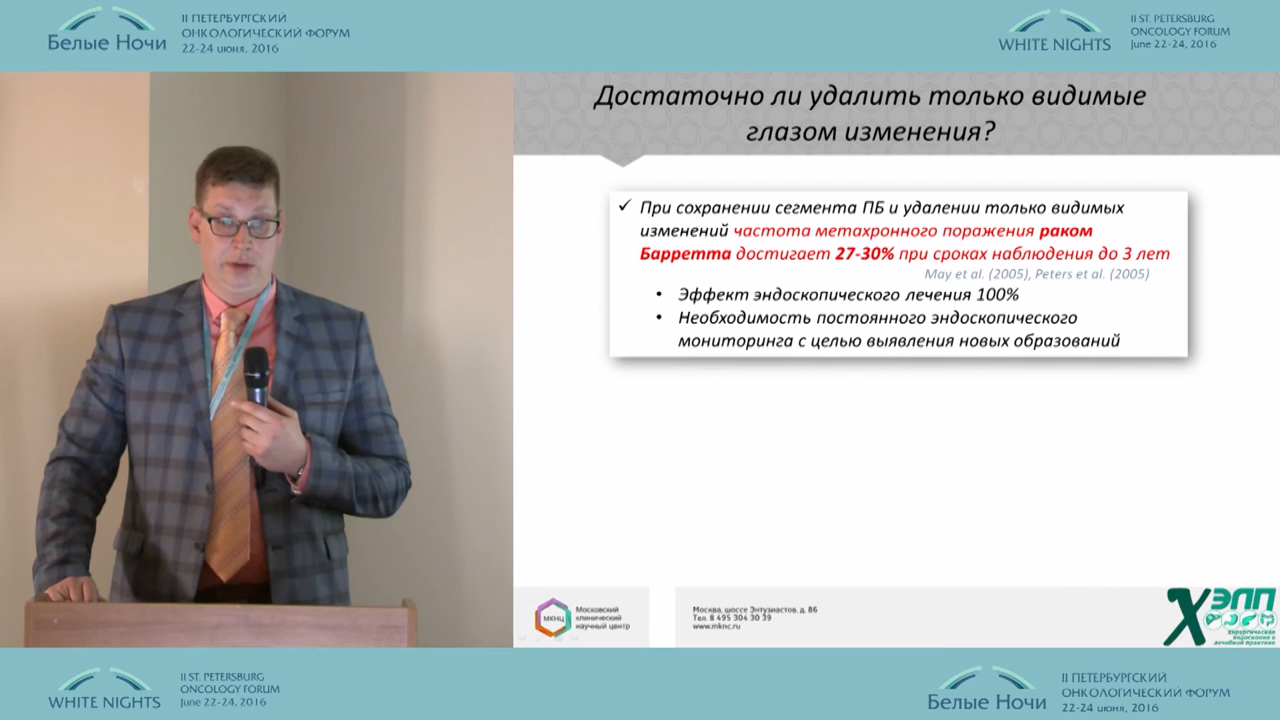 Белые Ночи
II ПЕТЕРБУРГСКИЙ
ОНКОЛОГИЧЕСКИЙ ФОРУМ
22-24 июня, 2016
WHITE NIGHTS
II ST. PETERSBURG
ONCOLOGY FORUM
June 22-24, 2016
Достаточно ли удалить только видимые
глазом изменения?
✓ При сохранении сегмента ПБ и удалении только видимых
изменений частота метахронного поражения раком
Барретта достигает 27-30% при сроках наблюдения до 3 лет
May et al. (2005), Peters et al. (2005)
• Эффект эндоскопического лечения 100%
• Необходимость постоянного эндоскопического
мониторинга с целью выявления новых образований
МКНЦ
Московский
клинический
научный центр
Москва, шоссе Энтузиастов, д. 86
Тел. 8 495 304 30 39
www.mknc.ru
ХЭЛП
хирургическая
эндоскопия в
лечебной практике
WHITE NIGHTS
II ST. PETERSBURG
ONCOLOGY FORUM
June 22-24, 2016
Белые Ночи
II ПЕТЕРБУРГСКИЙ
ОНКОЛОГИЧЕСКИЙ ФОРУМ
22-24 июня, 2016